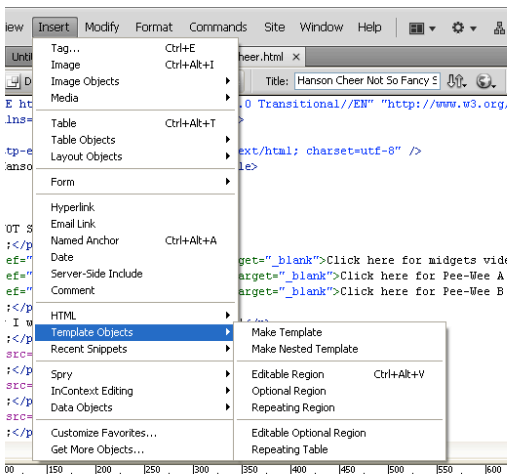 iew Insert Modify Format Commands Site Window Help
Untit heer.html ×
D Title: Hanson Cheer Not So Fancy S
Tag... Ctrl+E
Image Ctrl+Alt+I
Image Objects
Media
Table Ctrl+Alt+T
Table Objects
Layout Objects
Form
Hyperlink
Email Link
Named Anchor Ctrl+Alt+A
Date
Server-Side Include
Comment
HTML
Template Objects
Recent Snippets
Spry
InContext Editing
Data Objects
Customize Favorites...
Get More Objects...
Make Template
Make Nested Template
Editable Region Ctrl+Alt+V
Optional Region
Repeating Region
Editable Optional Region
Repeating Table
E ht .0 Transitional//EN" "http://www.w3.org/
lns= >
tp-e ext/html; charset=utf-8" />
anso le>
OT S
;</p
ef=" get="_blank">Click here for midgets vide
ef=" arget="_blank">Click here for Pee-Wee A
ef=" arget="_blank">Click here for Pee-Wee B
;</p
I w
;</p
src=
;</p
src=
;</p
src=
;</p
00 150 200 250 300 350 400 450 500 550 600